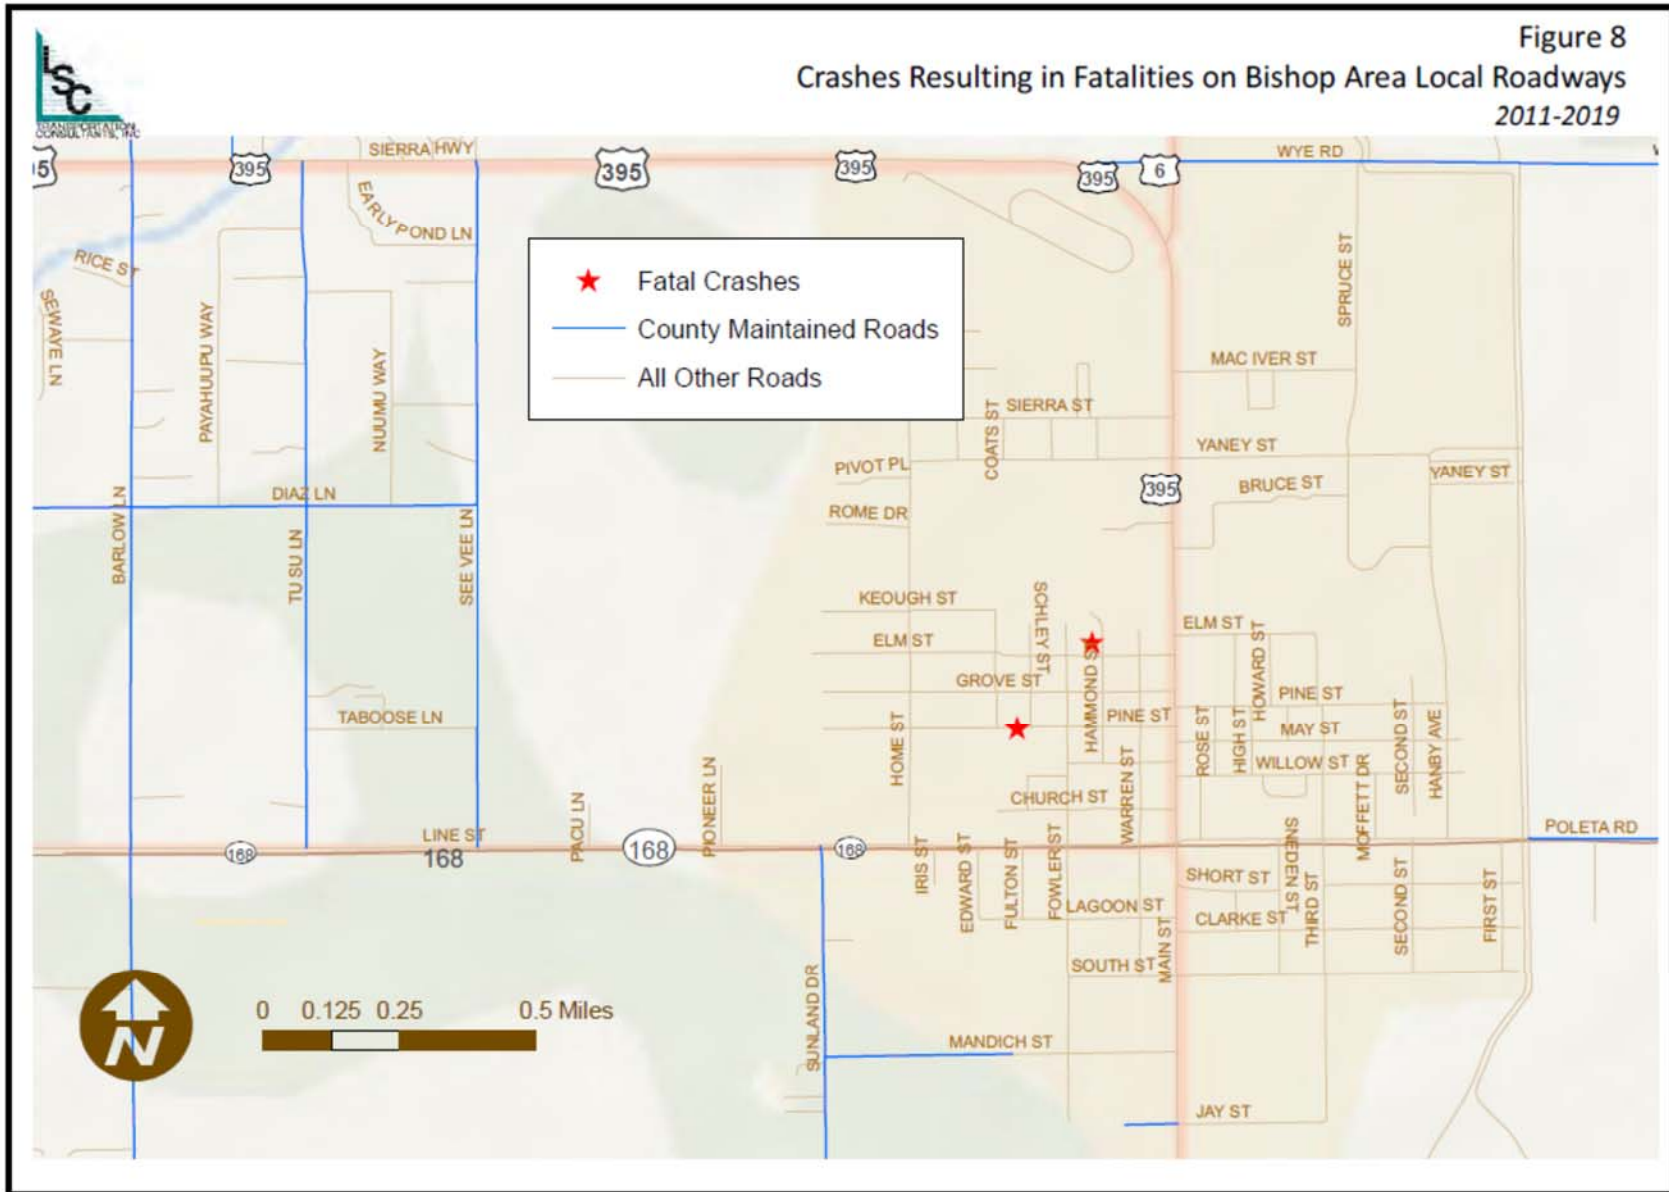 Figure 8
Crashes Resulting in Fatalities on Bishop Area Local Roadways
2011-2019
LSC
TRANSPORTATION
CONSULTANTS, INC
SIERRA HWY
WYE RD
395
395
395
395
6
EARLY POND LN
RICE ST
SEWAYE LN
PAYAHUUPU WAY
NUUMU WAY
Fatal Crashes
County Maintained Roads
All Other Roads
SPRUCE ST
MAC IVER ST
COATS ST
SIERRA ST
YANEY ST
PIVOT PL
YANEY ST
395
BRUCE ST
DIAZ LN
ROME DR
BARLOW LN
TU SU LN
SEE VEE LN
KEOUGH ST
SCHLEY ST
ELM ST
ELM ST
HOWARD ST
GROVE ST
HAMMOND ST
PINE ST
PINE ST
TABOOSE LN
HOME ST
MAY ST
ROSE ST
HIGH ST
SECOND ST
HANBY AVE
WILLOW ST
MOFFETT DR
PACU LN
PIONEER LN
WARREN ST
CHURCH ST
LINE ST
168
168
168
168
POLETA RD
IRIS ST
EDWARD ST
FULTON ST
FOWLER ST
SHORT ST
SNEDEN ST
THIRD ST
SECOND ST
FIRST ST
LAGOON ST
CLARKE ST
MAIN ST
SOUTH ST
SUNLAND DR
MANDICH ST
JAY ST
N
0 0.125 0.25 0.5 Miles